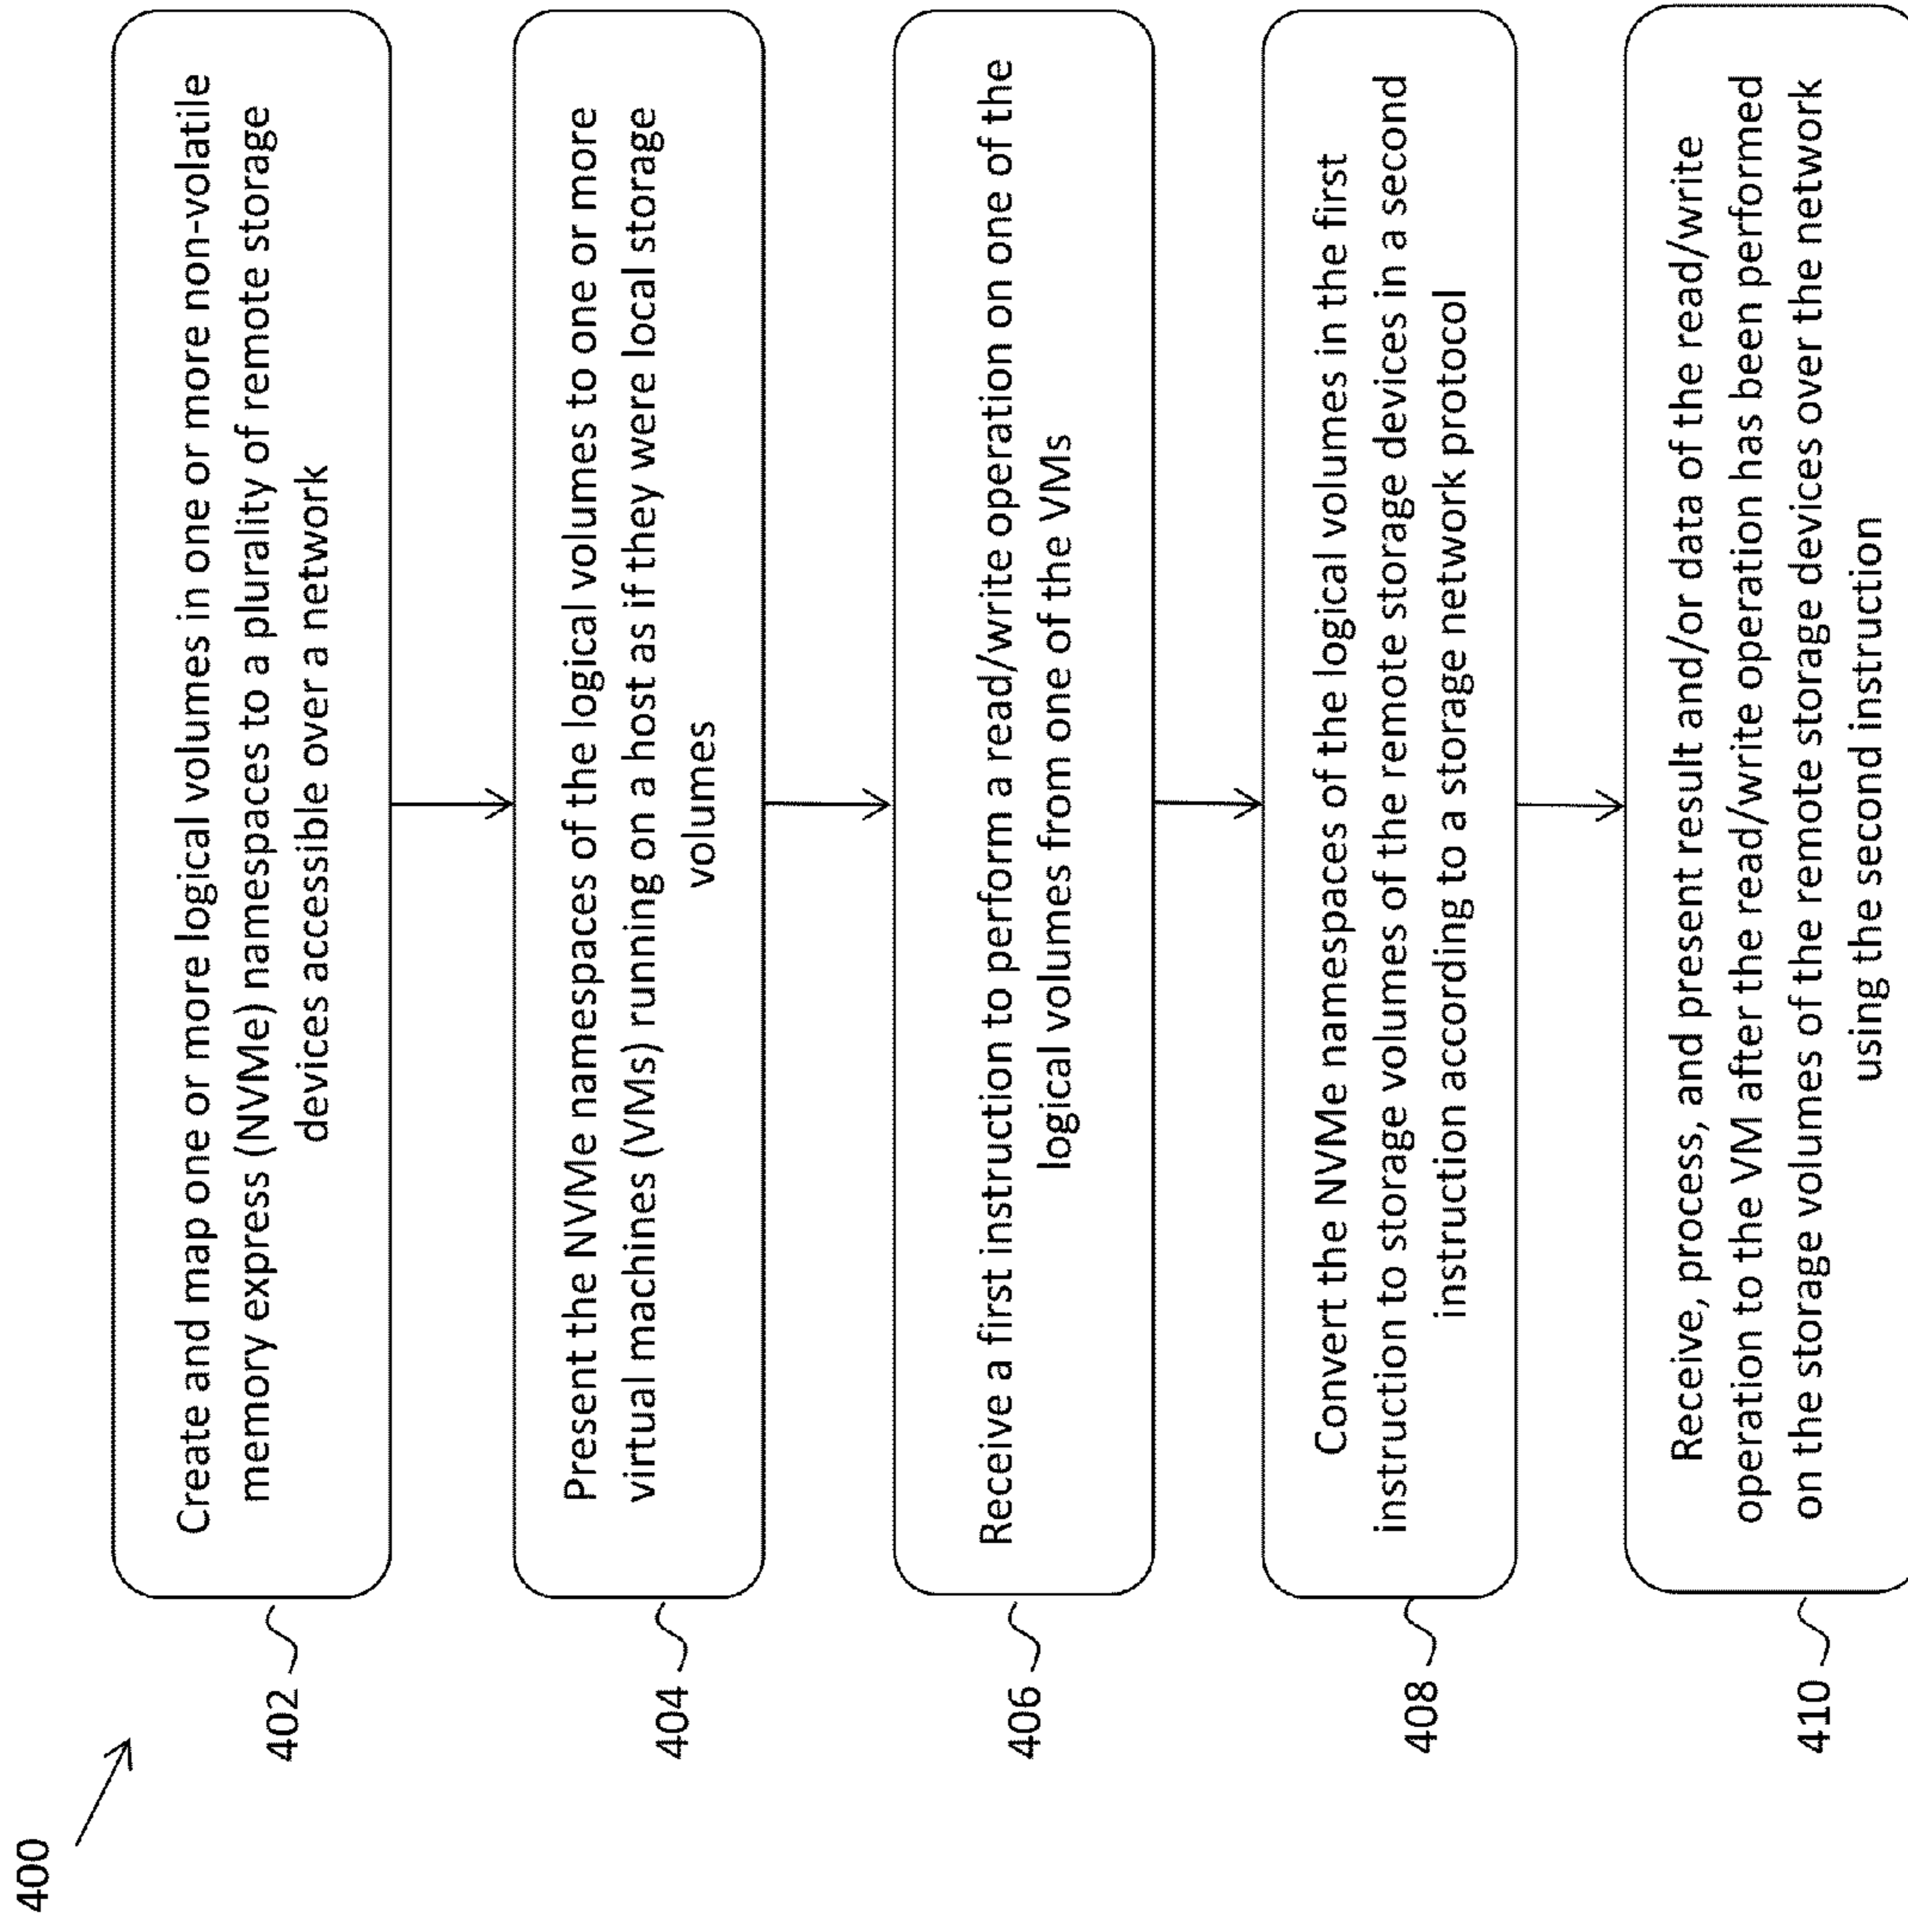 400
402
Create and map one or more logical volumes in one or more non-volatile
memory express (NVMe) namespaces to a plurality of remote storage
devices accessible over a network
404
Present the NVMe namespaces of the logical volumes to one or more
virtual machines (VMs) running on a host as if they were local storage
volumes
406
Receive a first instruction to perform a read/write operation on one of the
logical volumes from one of the VMs
408
Convert the NVMe namespaces of the logical volumes in the first
instruction to storage volumes of the remote storage devices in a second
instruction according to a storage network protocol
410
Receive, process, and present result and/or data of the read/write
operation to the VM after the read/write operation has been performed
on the storage volumes of the remote storage devices over the network
using the second instruction